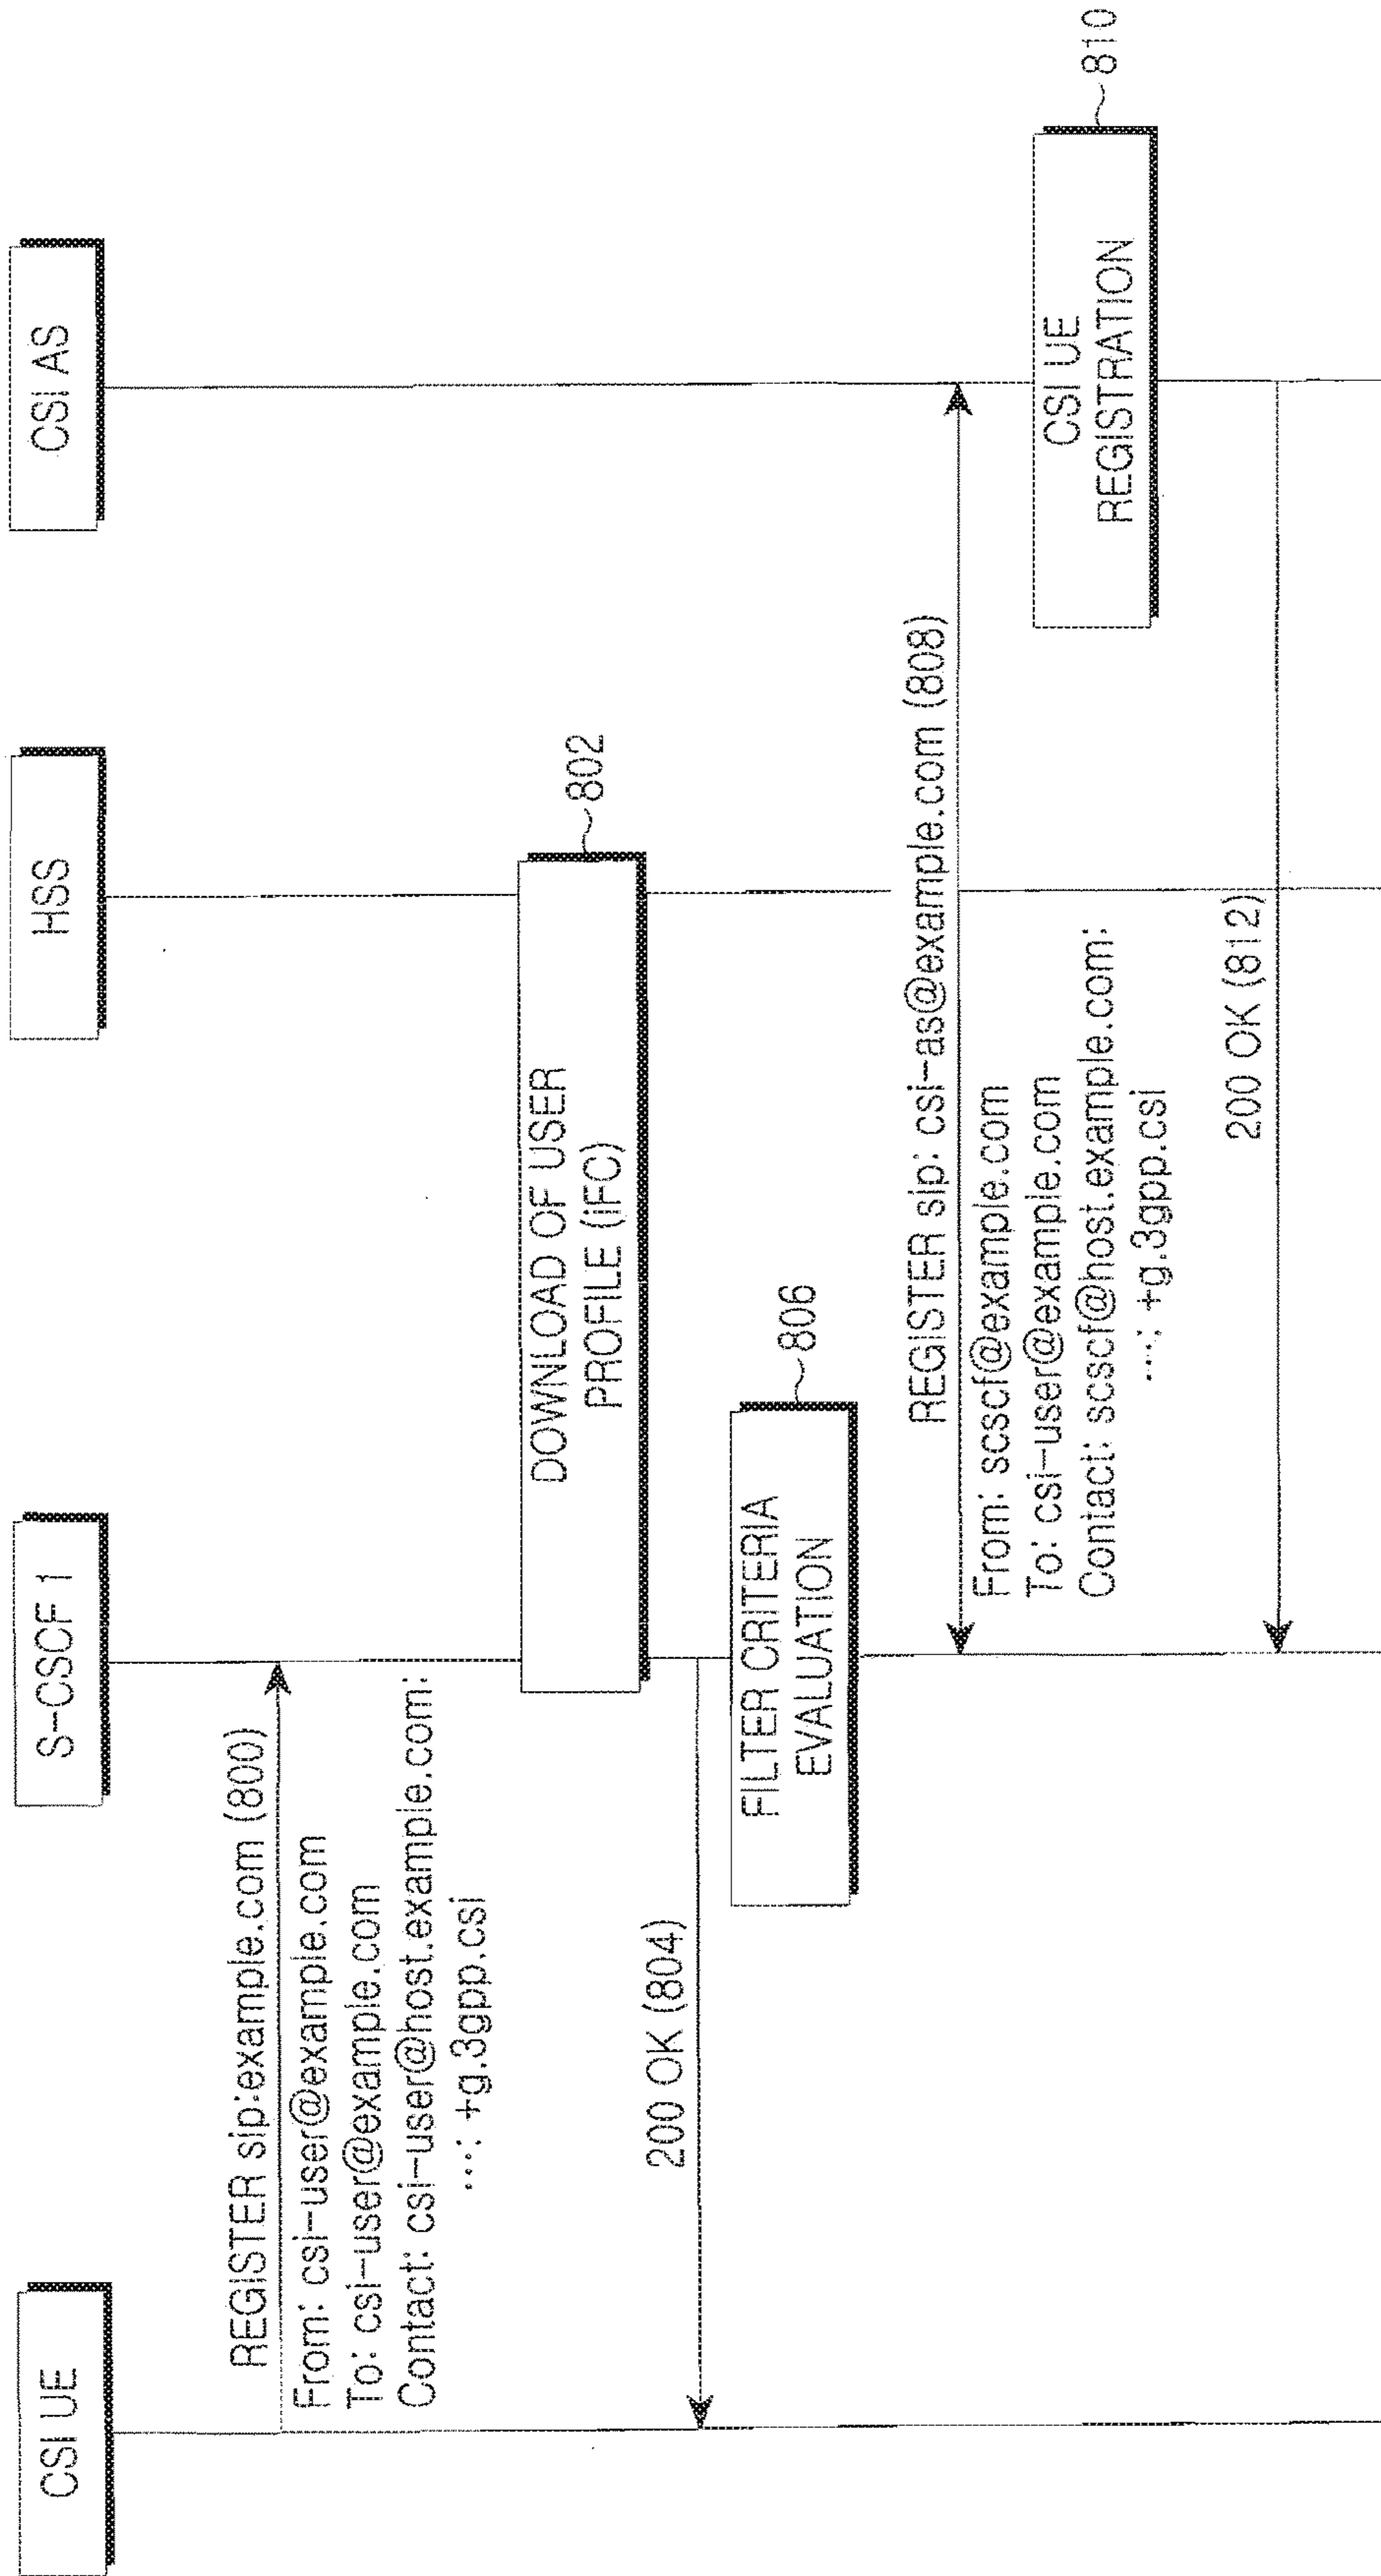 CSI UE
S-CSCF 1
HSS
CSI AS
REGISTER sip:example.com (800)
From: csi-user@example.com
To: csi-user@example.com
Contact: csi-user@host.example.com;
...; +g.3gpp.csi
DOWNLOAD OF USER
PROFILE (iFC)
802
200 OK (804)
FILTER CRITERIA
EVALUATION
806
REGISTER sip: csi-as@example.com (808)
From: scscf@example.com
To: csi-user@example.com
Contact: scscf@host.example.com;
...; +g.3gpp.csi
CSI UE
REGISTRATION
810
200 OK (812)